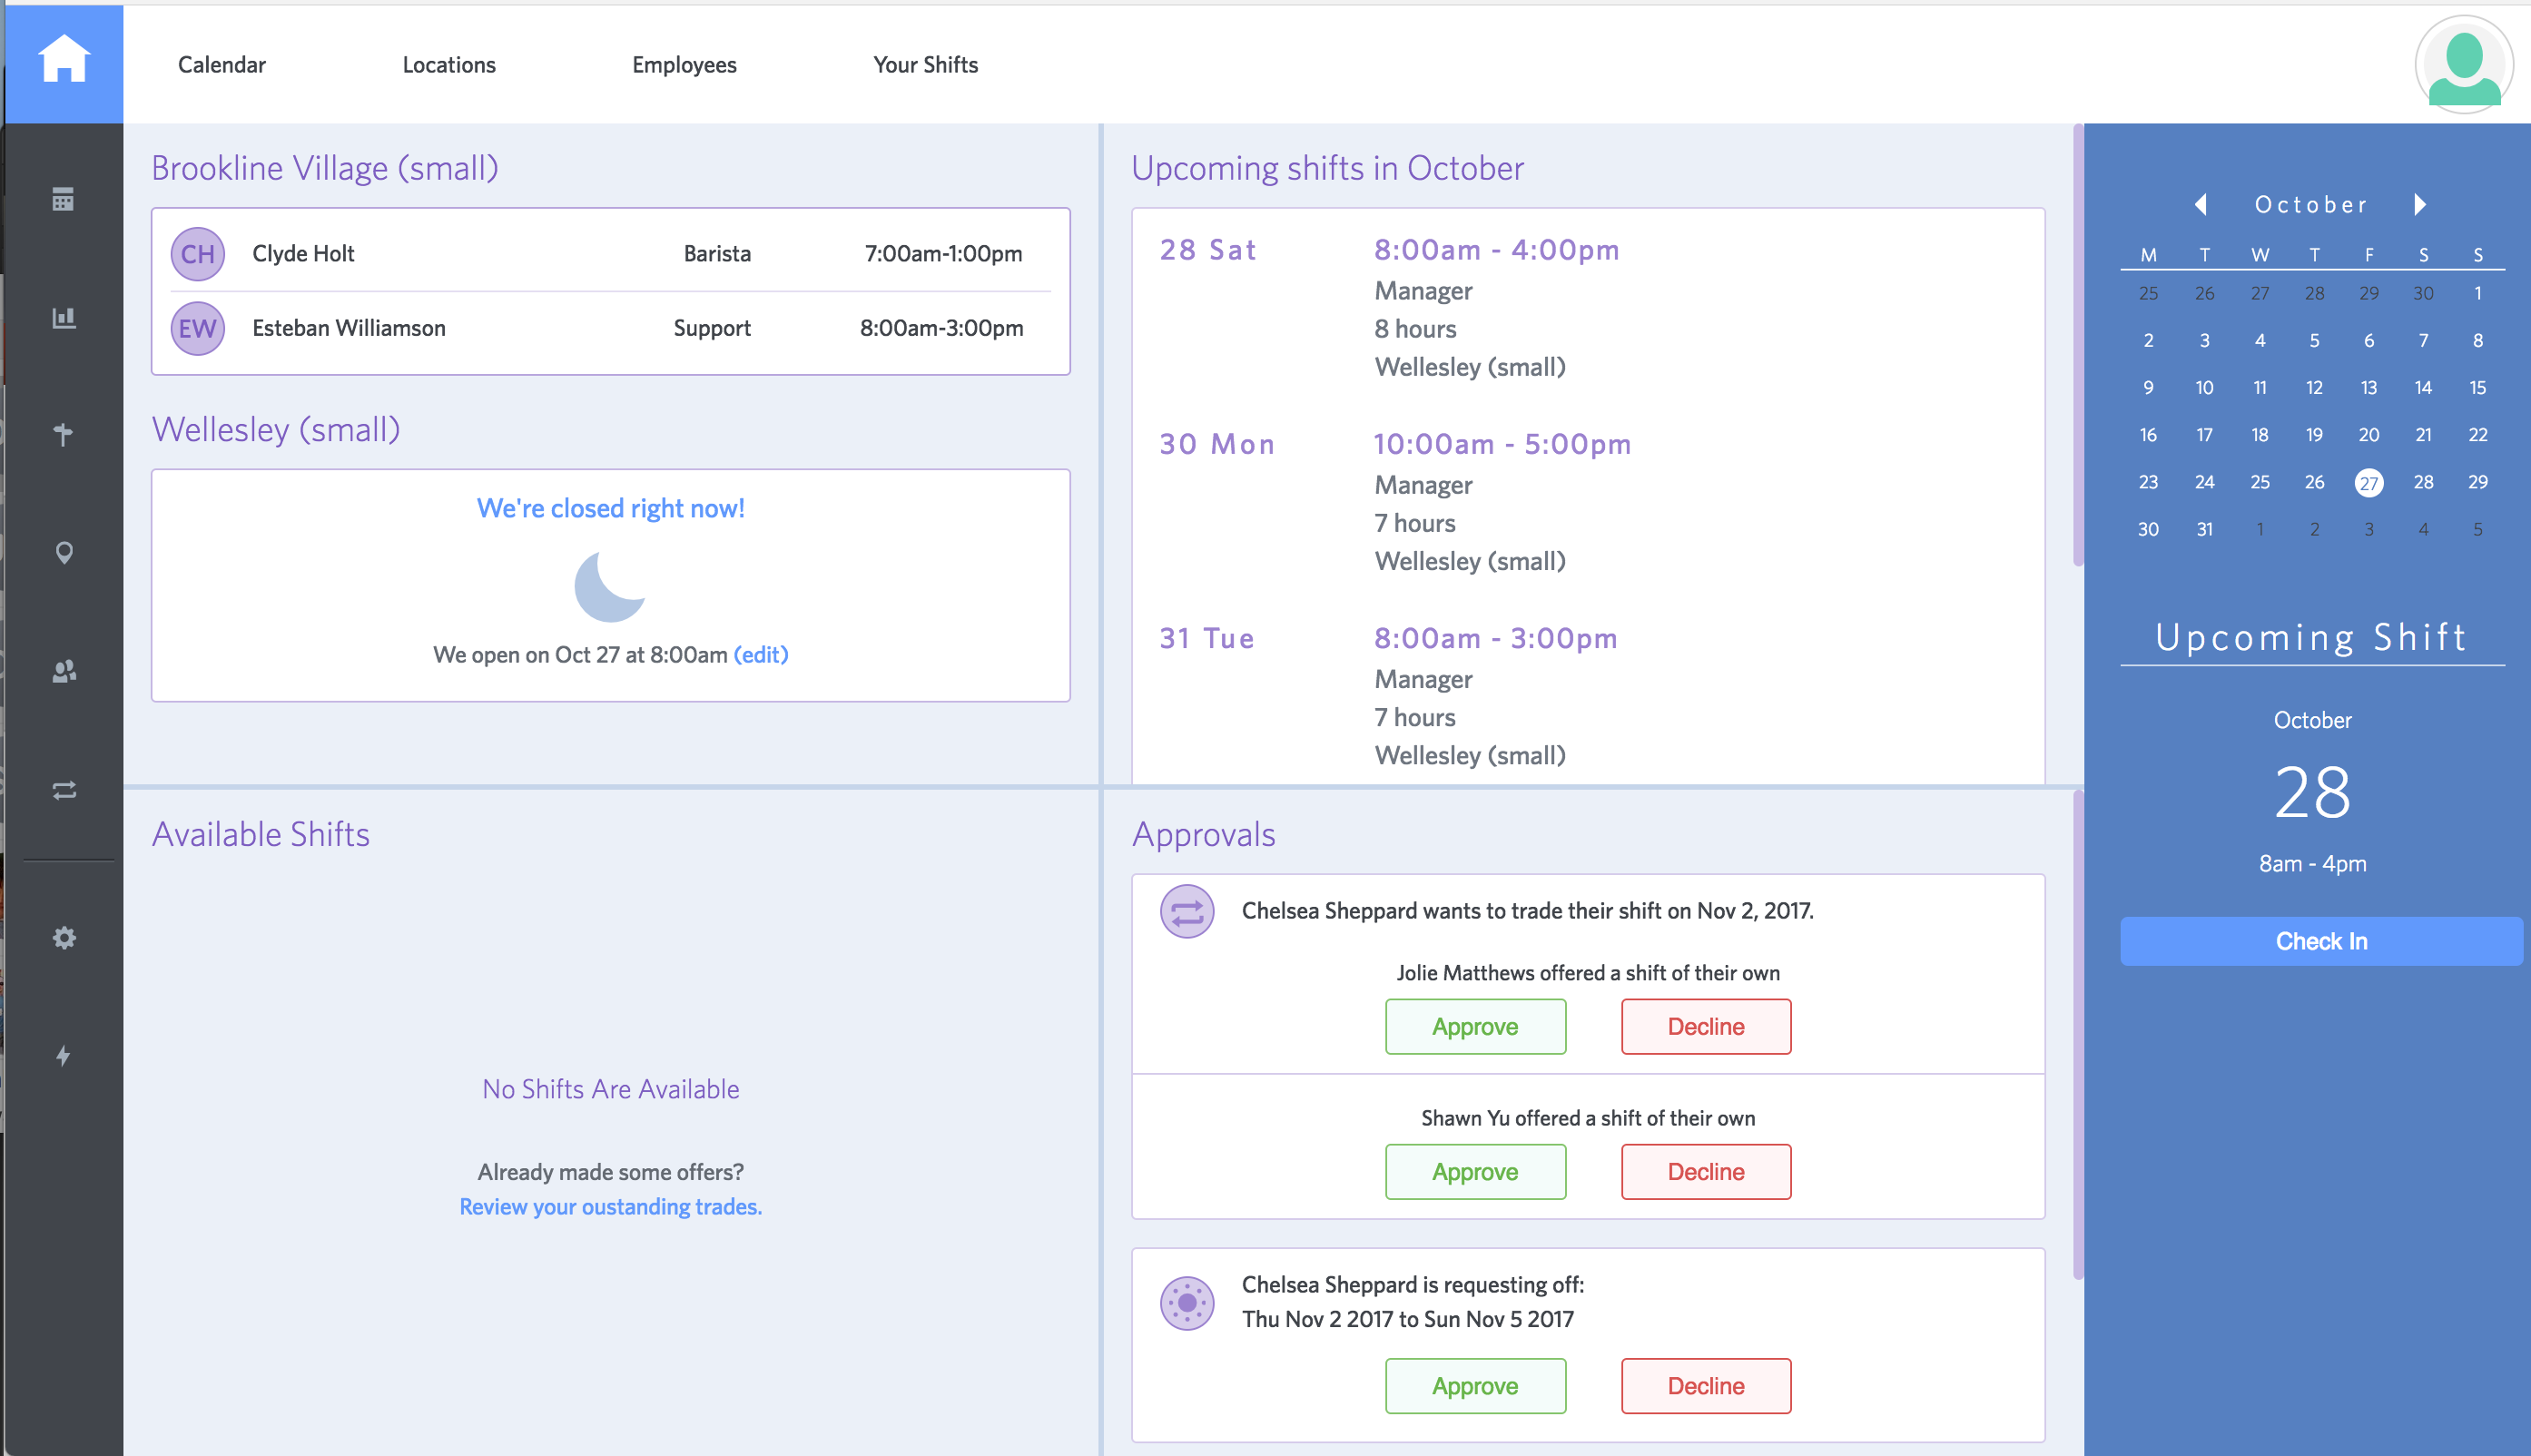 Calendar Locations Employees Your Shifts
Brookline Village (small)
CH Clyde Holt Barista 7:00am-1:00pm
EW Esteban Williamson Support 8:00am-3:00pm
Wellesley (small)
We're closed right now!
We open on Oct 27 at 8:00am (edit)
Upcoming shifts in October
28 Sat 8:00am - 4:00pm
Manager
8 hours
Wellesley (small)
30 Mon 10:00am - 5:00pm
Manager
7 hours
Wellesley (small)
31 Tue 8:00am - 3:00pm
Manager
7 hours
Wellesley (small)
Available Shifts
No Shifts Are Available
Already made some offers?
Review your oustanding trades.
Approvals
Chelsea Sheppard wants to trade their shift on Nov 2, 2017.
Jolie Matthews offered a shift of their own
Approve Decline
Shawn Yu offered a shift of their own
Approve Decline
Chelsea Sheppard is requesting off:
Thu Nov 2 2017 to Sun Nov 5 2017
Approve Decline
October
M T W T F S S
25 26 27 28 29 30 1
2 3 4 5 6 7 8
9 10 11 12 13 14 15
16 17 18 19 20 21 22
23 24 25 26 27 28 29
30 31 1 2 3 4 5
Upcoming Shift
October
28
8am - 4pm
Check In